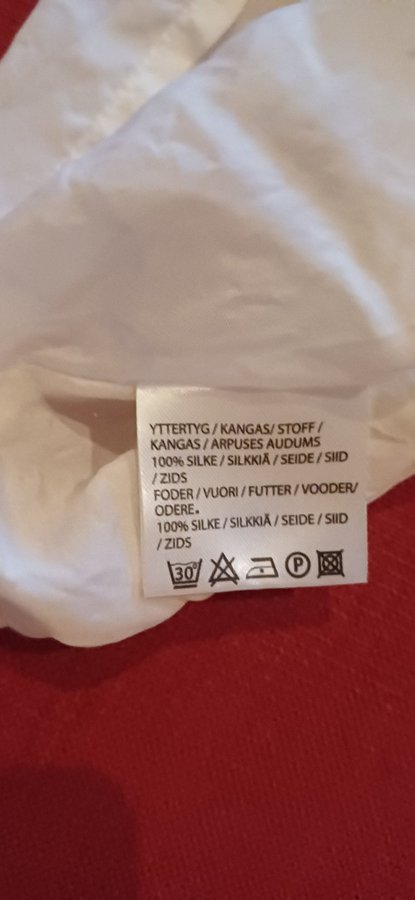 YTTERTYG / KANGAS/ STOFF /
KANGAS / ARPUSES AUDUMS
100% SILKE / SILKKIÄ / SEIDE / SIID
/ ZIDS
FODER / VUORI / FUTTER / VOODER/
ODERE.
100% SILKE / SILKKIÄ / SEIDE / SIID
/ ZIDS
30° P